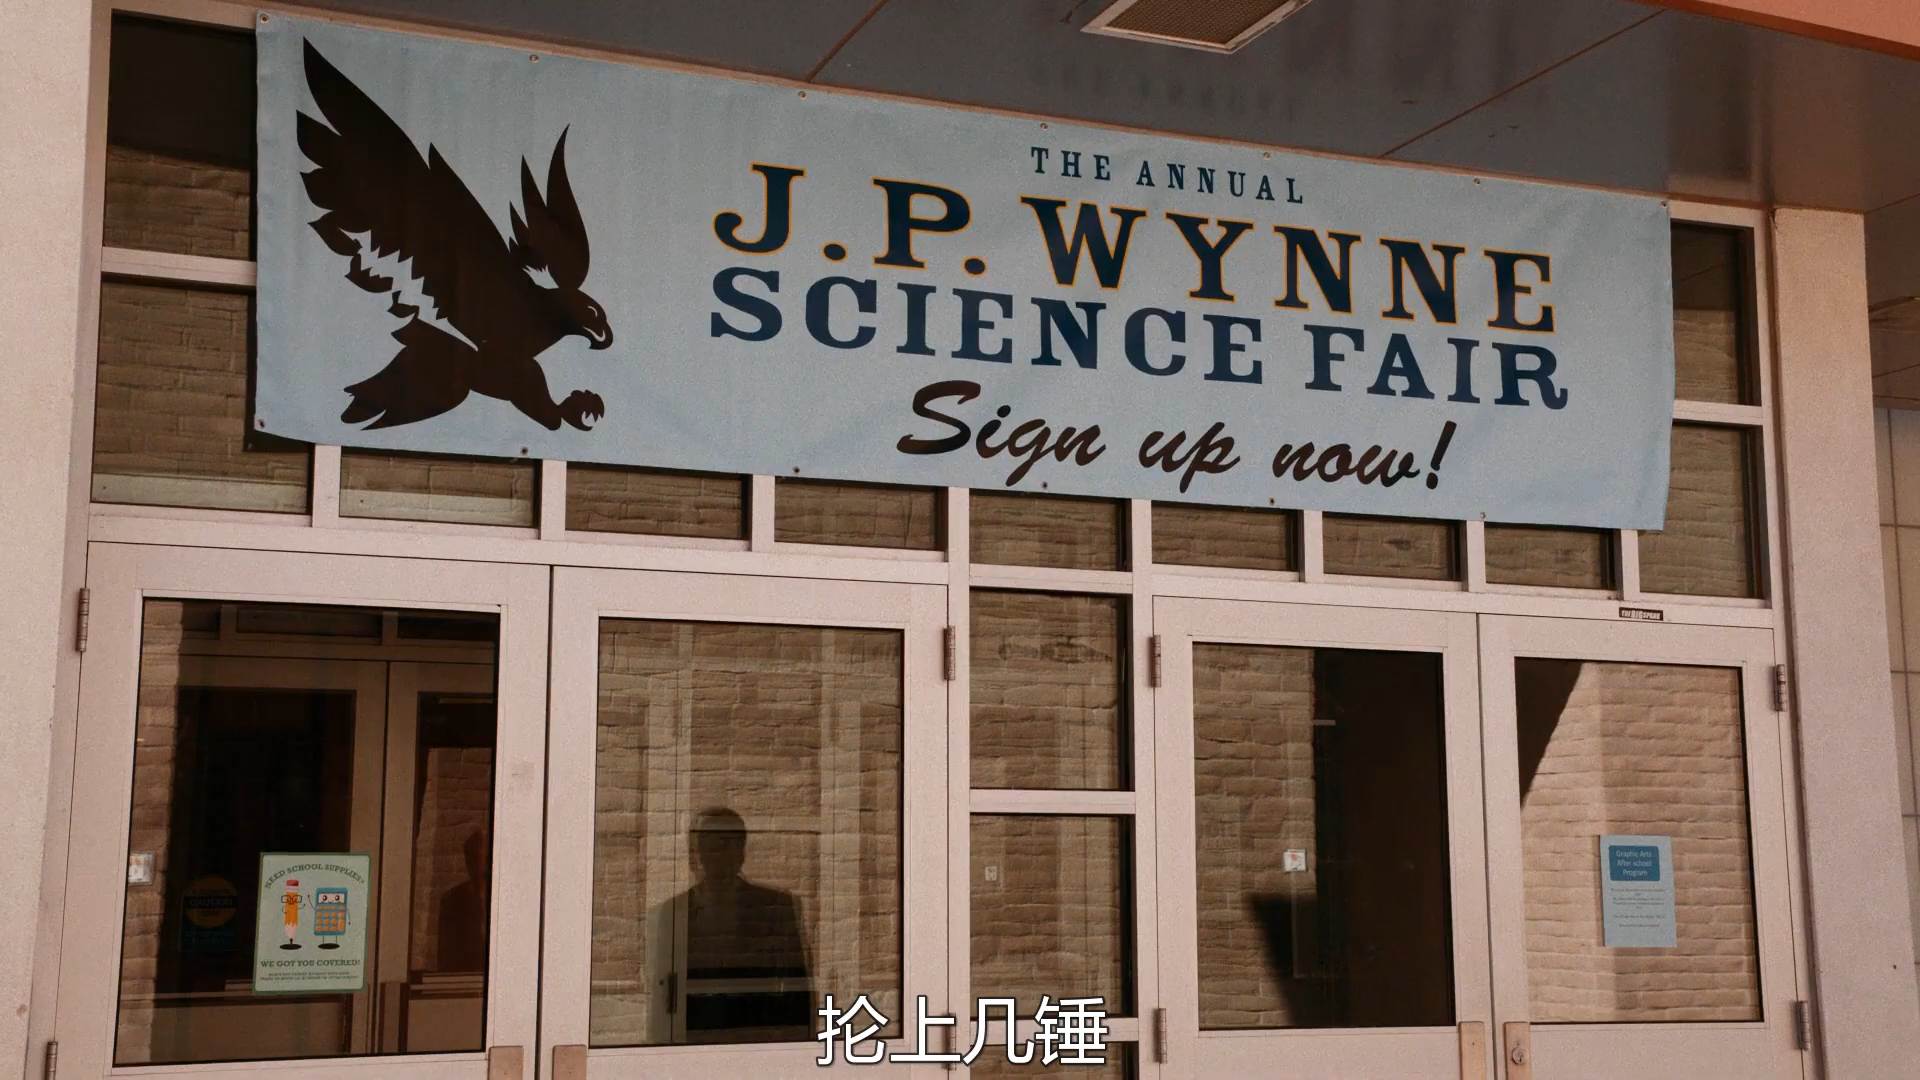 THE ANNUAL
J.P. WYNNE
SCIENCE FAIR
Sign up now!
NEED SCHOOL SUPPLIES?
WE GOT YOU COVERED!
CAUTION
Graphic Arts
After school
Program
抡上几锤